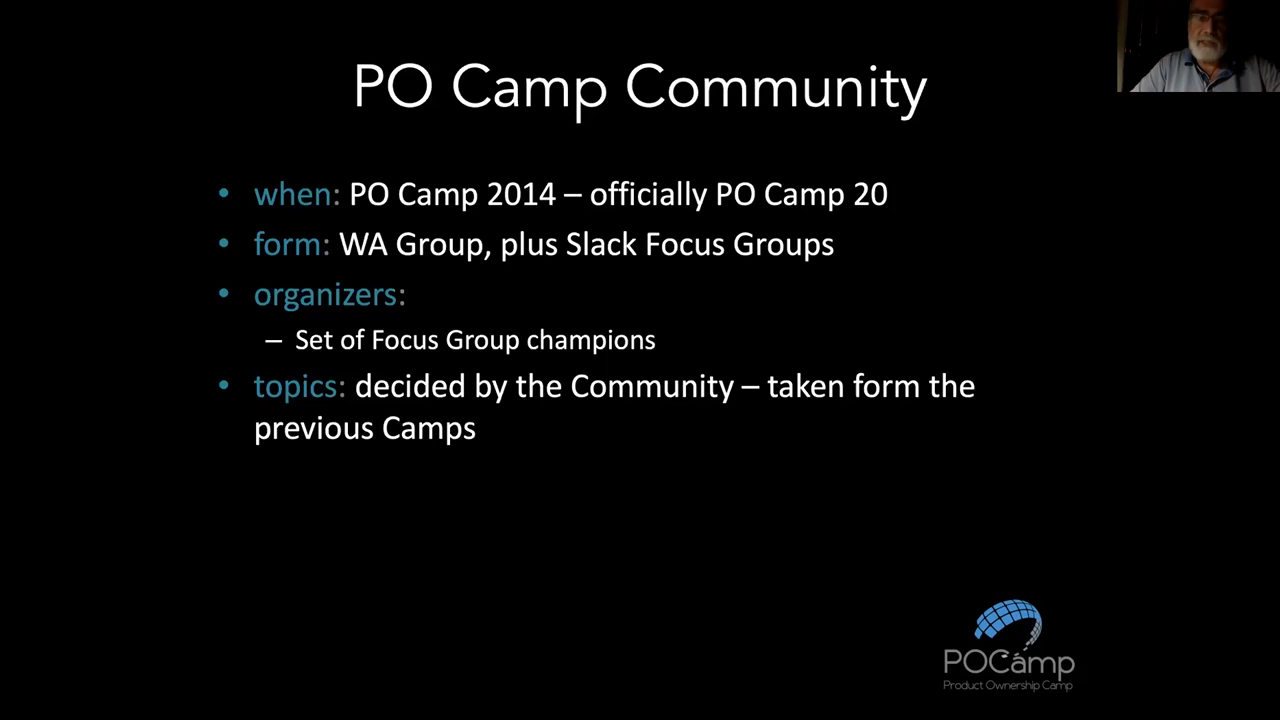 PO Camp Community
• when: PO Camp 2014 – officially PO Camp 20
• form: WA Group, plus Slack Focus Groups
• organizers:
– Set of Focus Group champions
• topics: decided by the Community – taken form the
previous Camps
POCamp
Product Ownership Camp